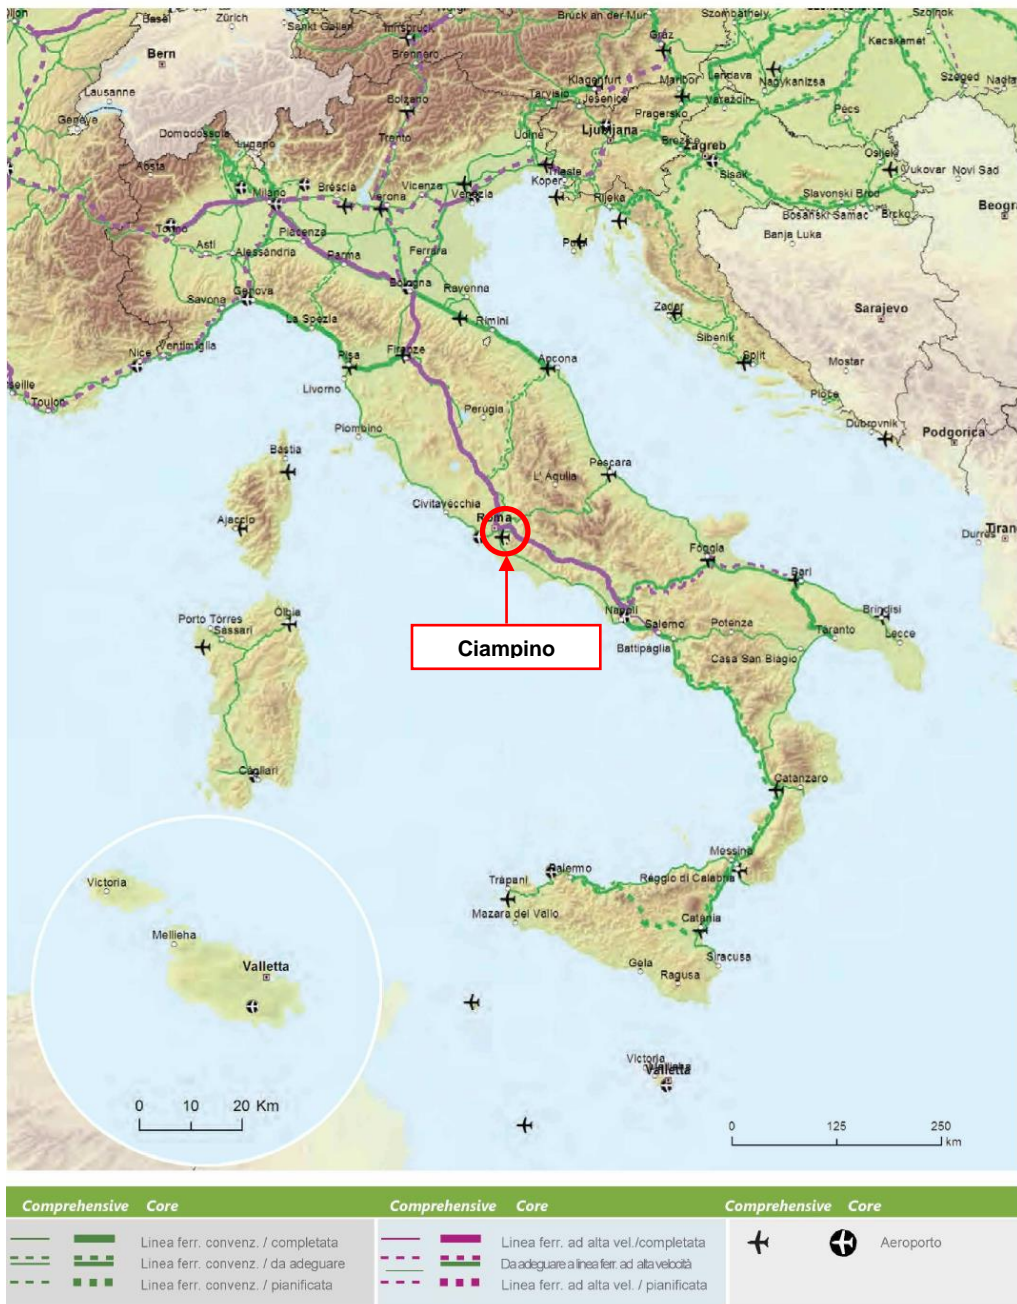 Basel
Zürich
Sankt Gallen
Innsbruck
Bruck an der Mur
Szombathely
Szolnok
Bern
Brennero
Graz
Kecskemet
Lausanne
Bolzano
Klagenfurt
Maribor
Lendava
Nagykanizsa
Szeged
Genève
Tarvisio
Jesenice
Varazdin
Domodossola
Trento
Udine
Ljubljana
Pragersko
Pécs
Lugano
Zagreb
Aosta
Vicenza
Trieste
Sisak
Osijek
Vukovar
Novi Sad
Milano
Brescia
Verona
Venezia
Koper
Rijeka
Slavonski Brod
Torino
Piacenza
Bosanski Samac
Brcko
Beogra
Asti
Alessandria
Parma
Ferrara
Banja Luka
Savona
Genova
Bologna
Ravenna
Zadar
Sarajevo
La Spezia
Rimini
Sibenik
Nice
Ventimiglia
Pisa
Firenze
Ancona
Split
Mostar
seille
Toulon
Livorno
Perugia
Ploce
Piombino
Dubrovnik
Podgorica
Bastia
L' Aquila
Pescara
Ajaccio
Civitavecchia
Roma
Durres
Tiran
Foggia
Bari
Porto Torres
Olbia
Napoli
Brindisi
Sassari
Salerno
Potenza
Taranto
Lecce
Ciampino
Battipaglia
Casa San Biagio
Cagliari
Catanzaro
Messina
Palermo
Trapani
Reggio di Calabria
Victoria
Mazara del Vallo
Catania
Mellieha
Siracusa
Valletta
Gela
Ragusa
Victoria
Mellieha
Valletta
0 10 20 Km
0 125 250
km
Comprehensive Core Comprehensive Core Comprehensive Core
Linea ferr. convenz. / completata
Linea ferr. convenz. / da adeguare
Linea ferr. convenz. / pianificata
Linea ferr. ad alta vel./completata
Da adeguare a linea ferr. ad alta velocità
Linea ferr. ad alta vel. / pianificata
Aeroporto